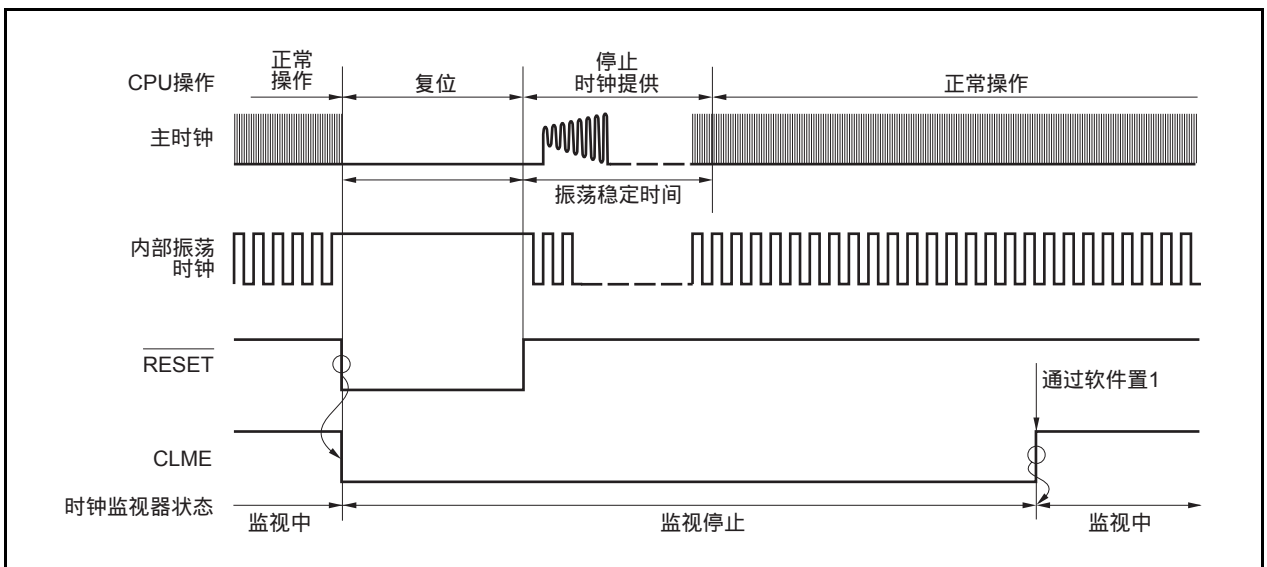 CPU操作
正常
操作
复位
停止
时钟提供
正常操作
主时钟
振荡稳定时间
内部振荡
时钟
RESET
通过软件置1
CLME
时钟监视器状态
监视中
监视停止
监视中